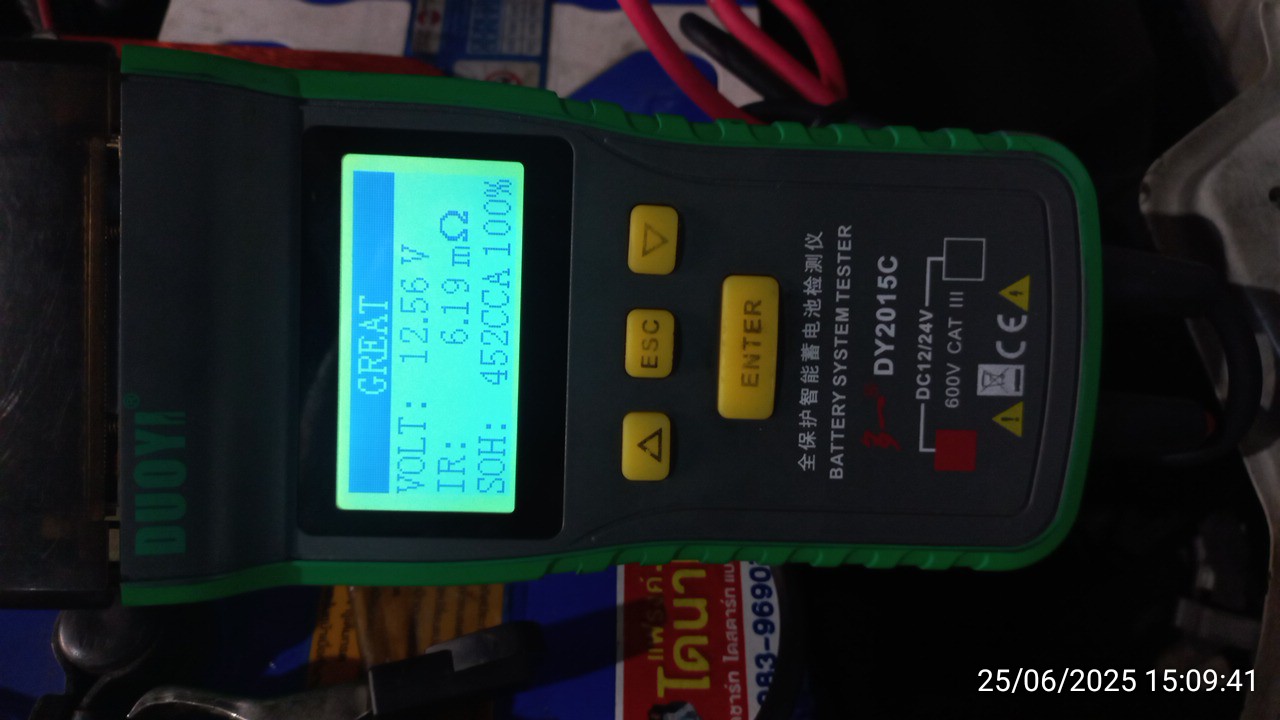 DUOYI®
GREAT
VOLT: 12.56 V
IR: 6.19 mΩ
SOH: 452CCA 100%
ESC
ENTER
全保护智能蓄电池检测仪
BATTERY SYSTEM TESTER
DY2015C
DC12/24V
600V CAT III
CE
โดนา
083-9690
25/06/2025 15:09:41